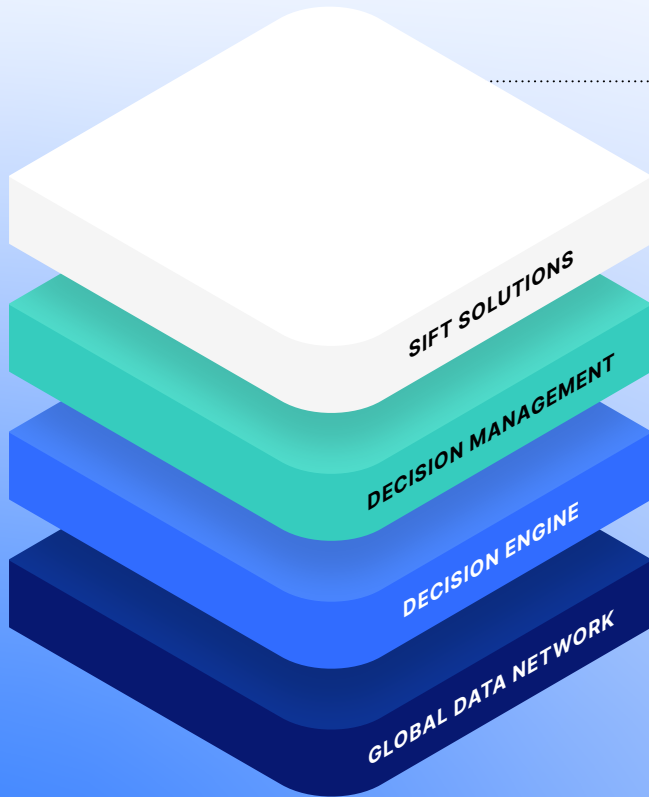 SIFT SOLUTIONS
DECISION MANAGEMENT
DECISION ENGINE
GLOBAL DATA NETWORK